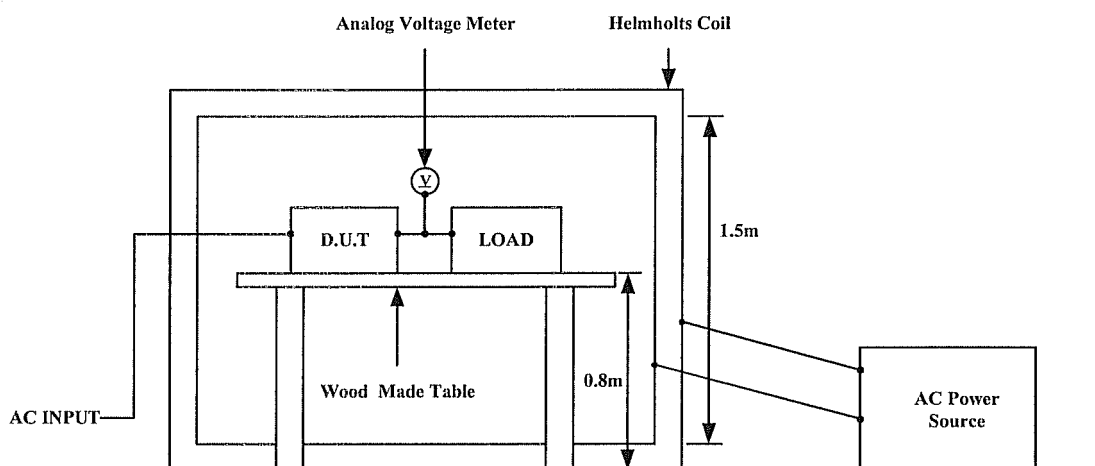 Analog Voltage Meter
Helmholts Coil
V
D.U.T
LOAD
1.5m
0.8m
Wood Made Table
AC INPUT
AC Power
Source